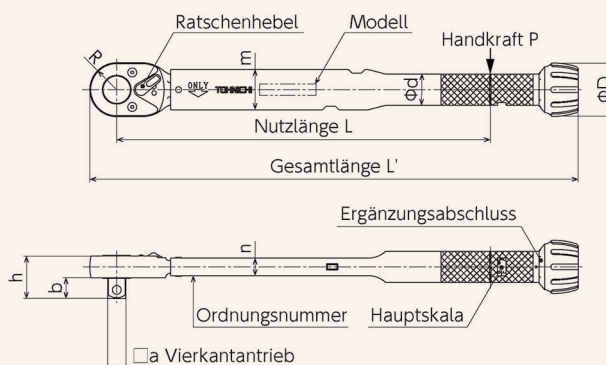 Ratschenhebel
Modell
Handkraft P
R
m
ONLY
TOHNICHI
Φd
ΦD
Nutzlänge L
Gesamtlänge L'
Ergänzungsabschluss
h
b
n
Ordnungsnummer
Hauptskala
□a Vierkantantrieb